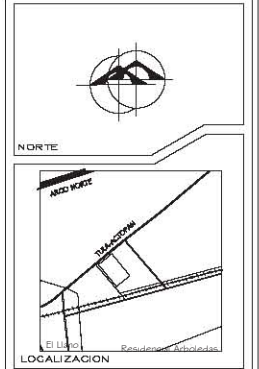 NORTE
ARCO NORTE
TULA-ACTOPAN
El Llano
Residencial Arboledas
LOCALIZACION